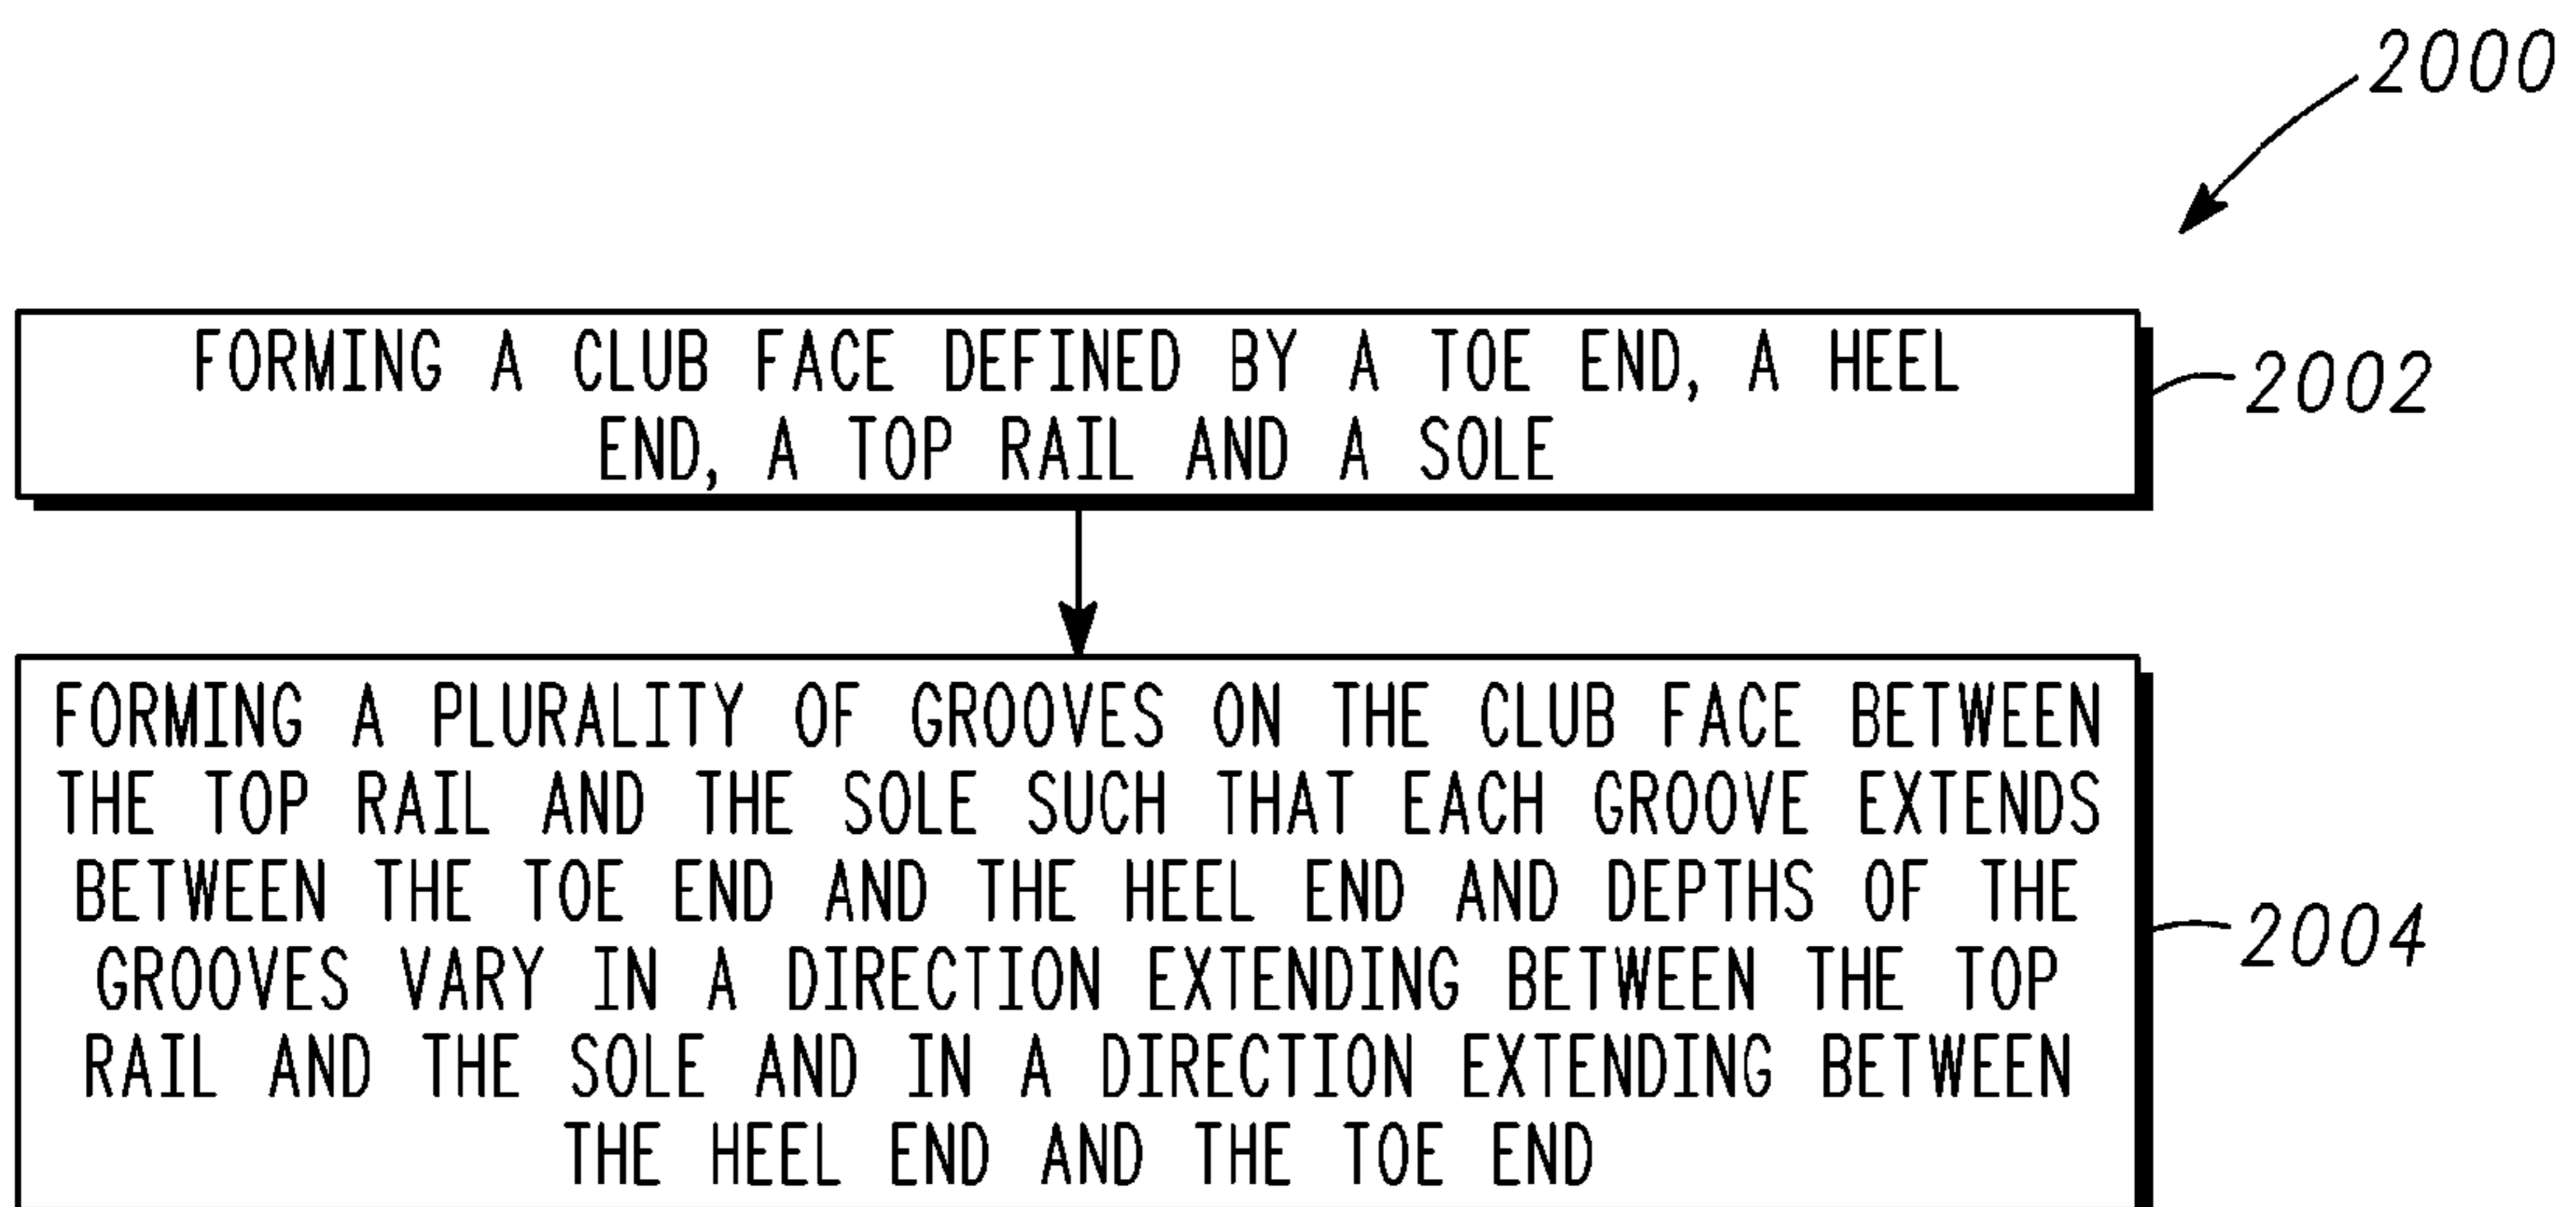 2000
FORMING A CLUB FACE DEFINED BY A TOE END, A HEEL
END, A TOP RAIL AND A SOLE
2002
FORMING A PLURALITY OF GROOVES ON THE CLUB FACE BETWEEN
THE TOP RAIL AND THE SOLE SUCH THAT EACH GROOVE EXTENDS
BETWEEN THE TOE END AND THE HEEL END AND DEPTHS OF THE
GROOVES VARY IN A DIRECTION EXTENDING BETWEEN THE TOP
RAIL AND THE SOLE AND IN A DIRECTION EXTENDING BETWEEN
THE HEEL END AND THE TOE END
2004